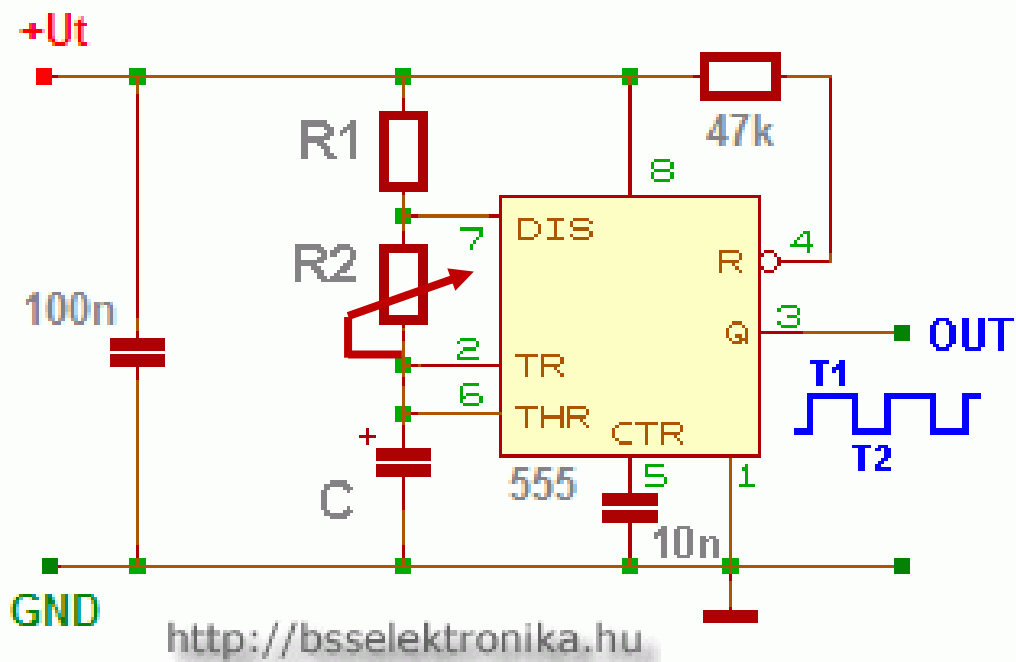 +Ut
47k
R1
8
DIS
7
4
R
R2
100n
3
Q
OUT
2
TR
T1
6
THR
CTR
T2
555
5
1
C
10n
GND
http://bsselektronika.hu